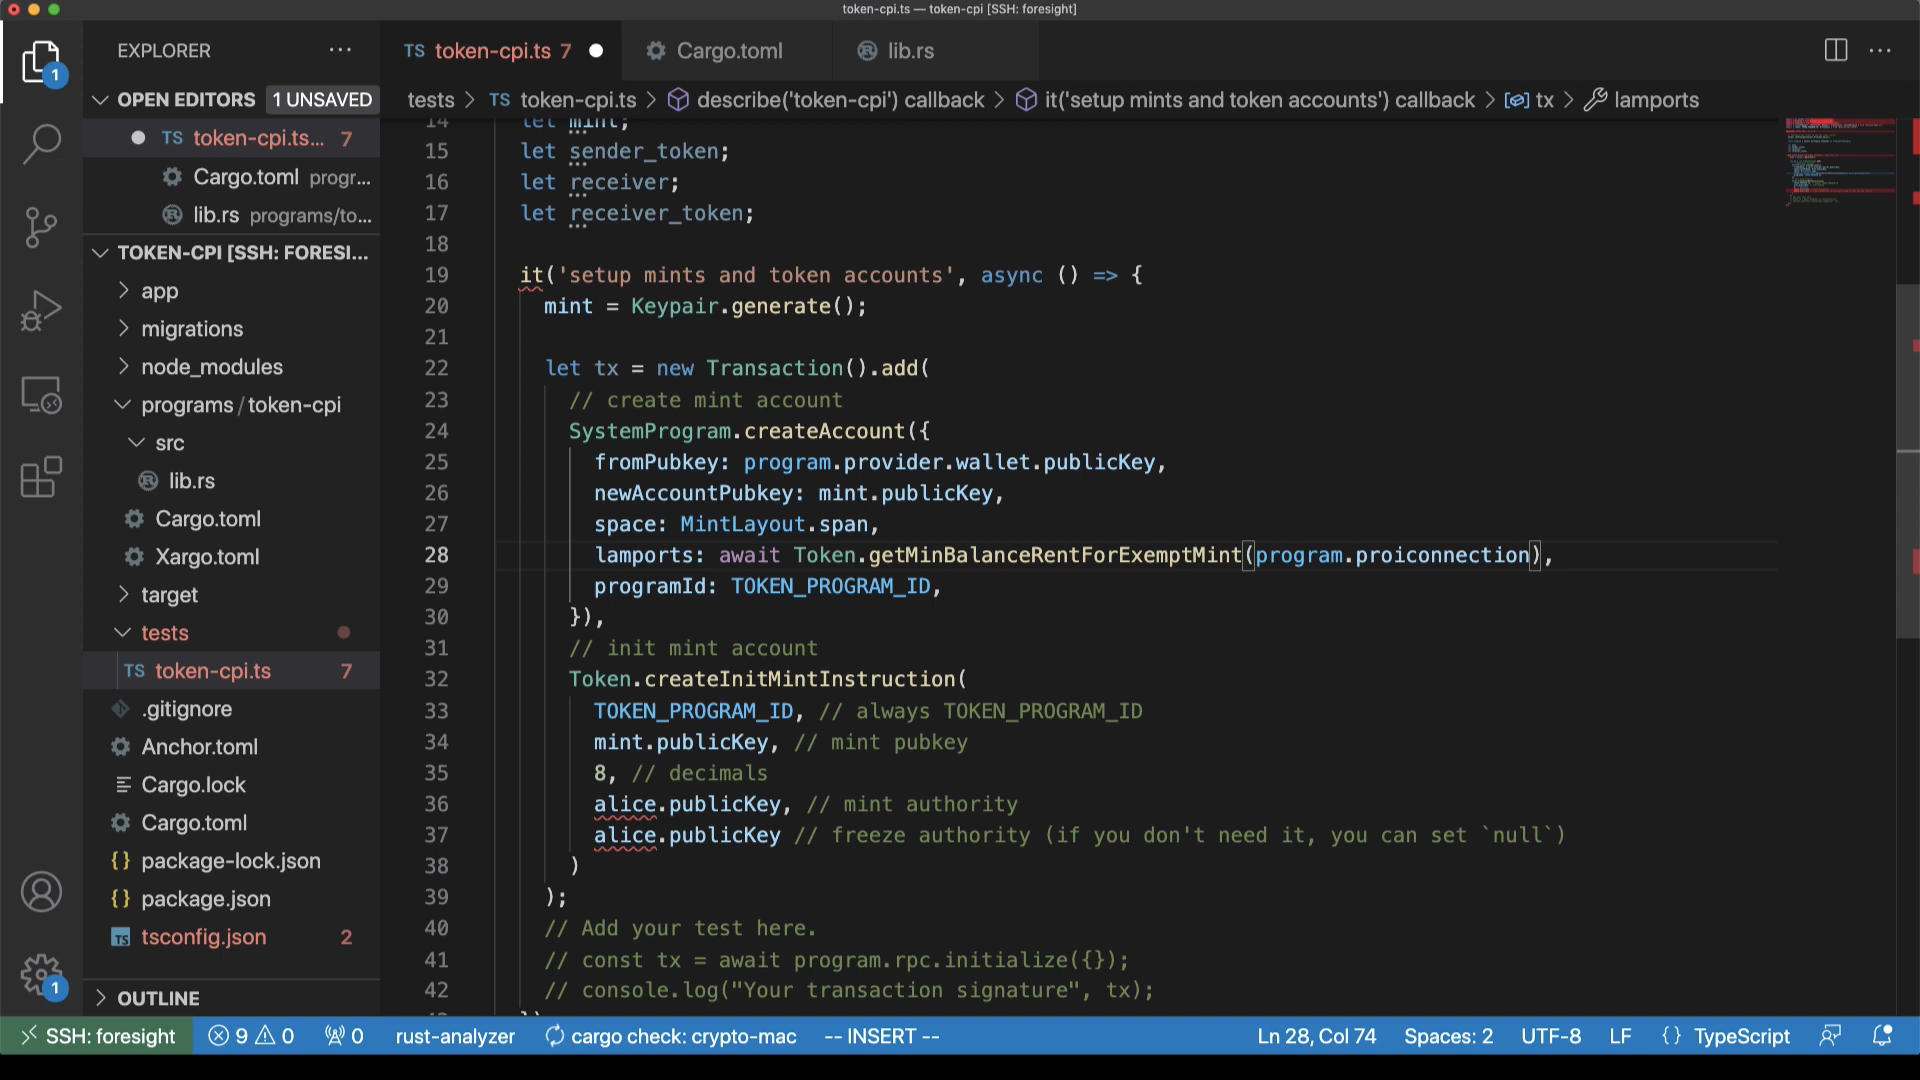 token-cpi.ts — token-cpi [SSH: foresight]
EXPLORER
TS token-cpi.ts 7
Cargo.toml
lib.rs
OPEN EDITORS 1 UNSAVED
tests > TS token-cpi.ts > describe('token-cpi') callback > it('setup mints and token accounts') callback > tx > lamports
TS token-cpi.ts... 7
Cargo.toml progr...
lib.rs programs/to...
TOKEN-CPI [SSH: FORESI...
app
migrations
node_modules
programs / token-cpi
src
lib.rs
Cargo.toml
Xargo.toml
target
tests
TS token-cpi.ts 7
.gitignore
Anchor.toml
Cargo.lock
Cargo.toml
{} package-lock.json
{} package.json
TS tsconfig.json 2
OUTLINE
14 let mint;
15 let sender_token;
16 let receiver;
17 let receiver_token;
18
19 it('setup mints and token accounts', async () => {
20 mint = Keypair.generate();
21
22 let tx = new Transaction().add(
23 // create mint account
24 SystemProgram.createAccount({
25 fromPubkey: program.provider.wallet.publicKey,
26 newAccountPubkey: mint.publicKey,
27 space: MintLayout.span,
28 lamports: await Token.getMinBalanceRentForExemptMint(program.proiconnection),
29 programId: TOKEN_PROGRAM_ID,
30 }),
31 // init mint account
32 Token.createInitMintInstruction(
33 TOKEN_PROGRAM_ID, // always TOKEN_PROGRAM_ID
34 mint.publicKey, // mint pubkey
35 8, // decimals
36 alice.publicKey, // mint authority
37 alice.publicKey // freeze authority (if you don't need it, you can set `null`)
38 )
39 );
40 // Add your test here.
41 // const tx = await program.rpc.initialize({});
42 // console.log("Your transaction signature", tx);
1
1
SSH: foresight 9 0 0 rust-analyzer cargo check: crypto-mac -- INSERT -- Ln 28, Col 74 Spaces: 2 UTF-8 LF {} TypeScript